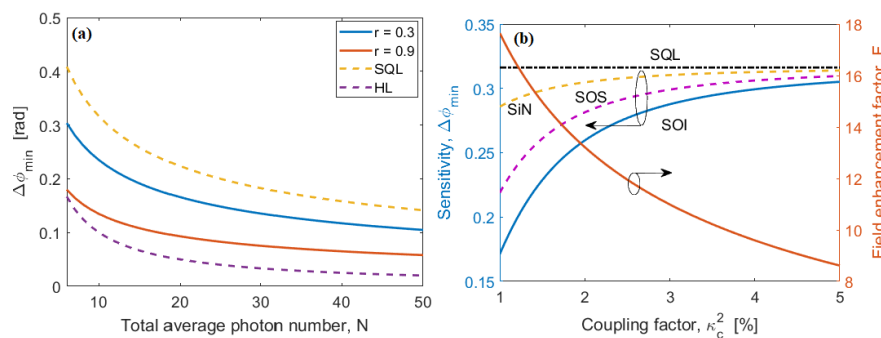 (a)
r = 0.3
r = 0.9
SQL
HL
0.5
0.4
0.3
0.2
0.1
0
Δϕmin [rad]
10
20
30
40
50
Total average photon number, N
(b)
SQL
SOS
SiN
SOI
0.35
0.3
0.25
0.2
0.15
Sensitivity, Δϕmin
18
16
14
12
10
8
Field enhancement factor, F
1
2
3
4
5
Coupling factor, κc² [%]